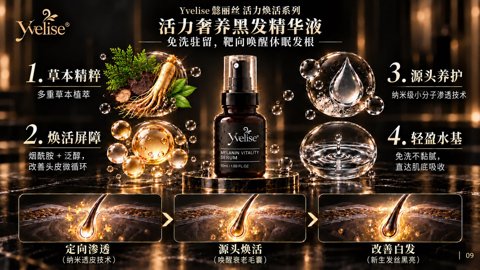 Yvelise®
Yvelise 懿丽丝 活力焕活系列
活力奢养黑发精华液
免洗驻留，靶向唤醒休眠发根
1. 草本精粹
多重草本植萃
2. 焕活屏障
烟酰胺 + 泛醇，
改善头皮微循环
Yvelise®
MELANIN VITALITY
SERUM
3. 源头养护
纳米级小分子渗透技术
4. 轻盈水基
免洗不黏腻，
直达肌底吸收
定向渗透
（纳米透皮技术）
源头焕活
（唤醒衰老毛囊）
改善白发
（新生发丝黑亮）
09